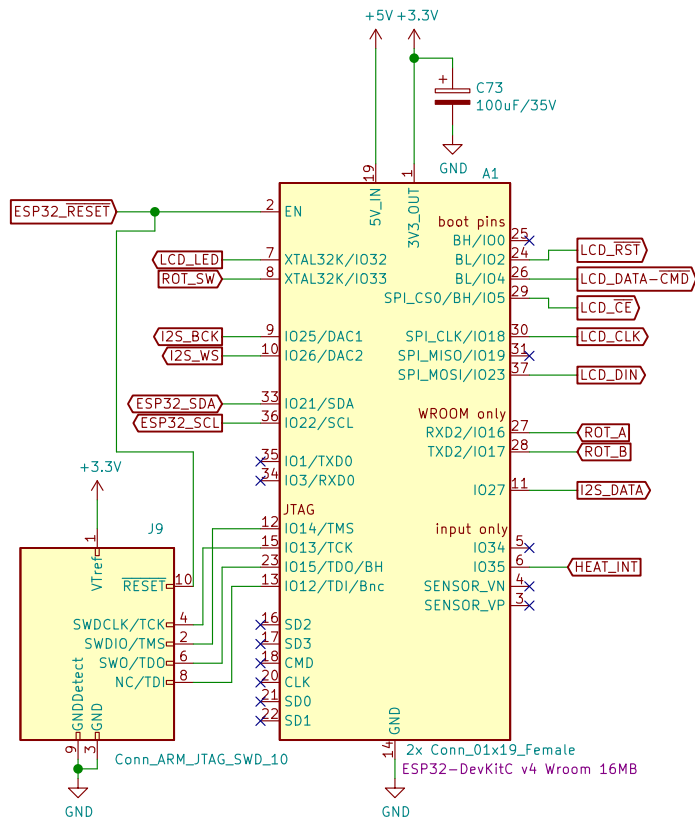 +5V +3.3V
C73
100uF/35V
GND
A1
19
1
5V_IN
3V3_OUT
ESP32_RESET
2 EN
boot pins
BH/IO0 25
BL/IO2 24 LCD_RST
LCD_LED 7 XTAL32K/IO32
ROT_SW 8 XTAL32K/IO33
BL/IO4 26 LCD_DATA-CMD
SPI_CS0/BH/IO5 29 LCD_CE
I2S_BCK 9 IO25/DAC1
I2S_WS 10 IO26/DAC2
SPI_CLK/IO18 30 LCD_CLK
SPI_MISO/IO19 31
SPI_MOSI/IO23 37 LCD_DIN
ESP32_SDA 33 IO21/SDA
ESP32_SCL 36 IO22/SCL
WROOM only
RXD2/IO16 27 ROT_A
TXD2/IO17 28 ROT_B
35 IO1/TXD0
34 IO3/RXD0
IO27 11 I2S_DATA
JTAG
12 IO14/TMS
15 IO13/TCK
23 IO15/TDO/BH
13 IO12/TDI/Bnc
input only
IO34 5
IO35 6 HEAT_INT
SENSOR_VN 4
SENSOR_VP 3
16 SD2
17 SD3
18 CMD
20 CLK
21 SD0
22 SD1
GND
14
GND
2x Conn_01x19_Female
ESP32-DevKitC v4 Wroom 16MB
+3.3V
J9
1
VTref
RESET 10
SWDCLK/TCK 4
SWDIO/TMS 2
SWO/TDO 6
NC/TDI 8
GNDDetect
GND
9
3
Conn_ARM_JTAG_SWD_10
GND